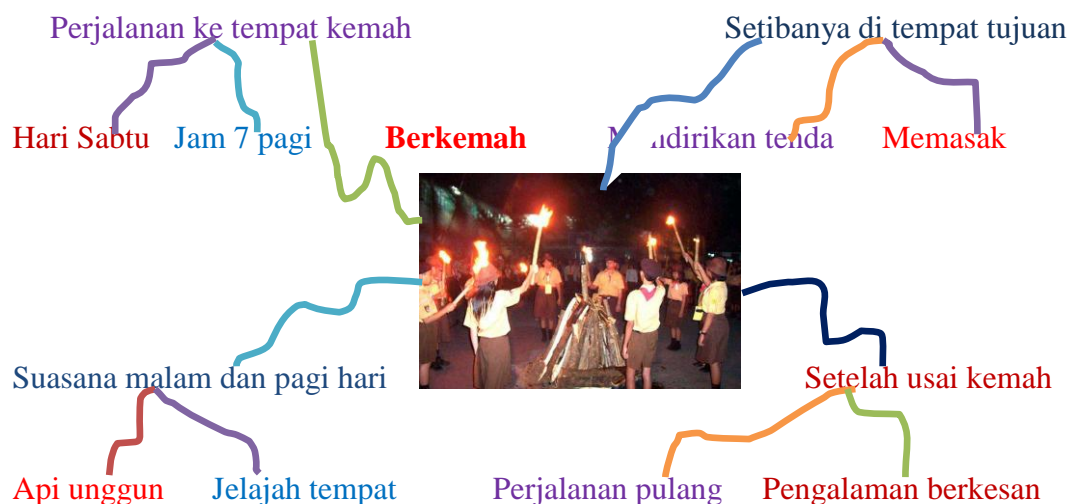 Perjalanan ke tempat kemah
Setibanya di tempat tujuan
Hari Sabtu
Jam 7 pagi
Berkemah
tenda
Memasak
Suasana malam dan pagi hari
Setelah usai kemah
Api unggun
Jelajah tempat
Perjalanan pulang
Pengalaman berkesan